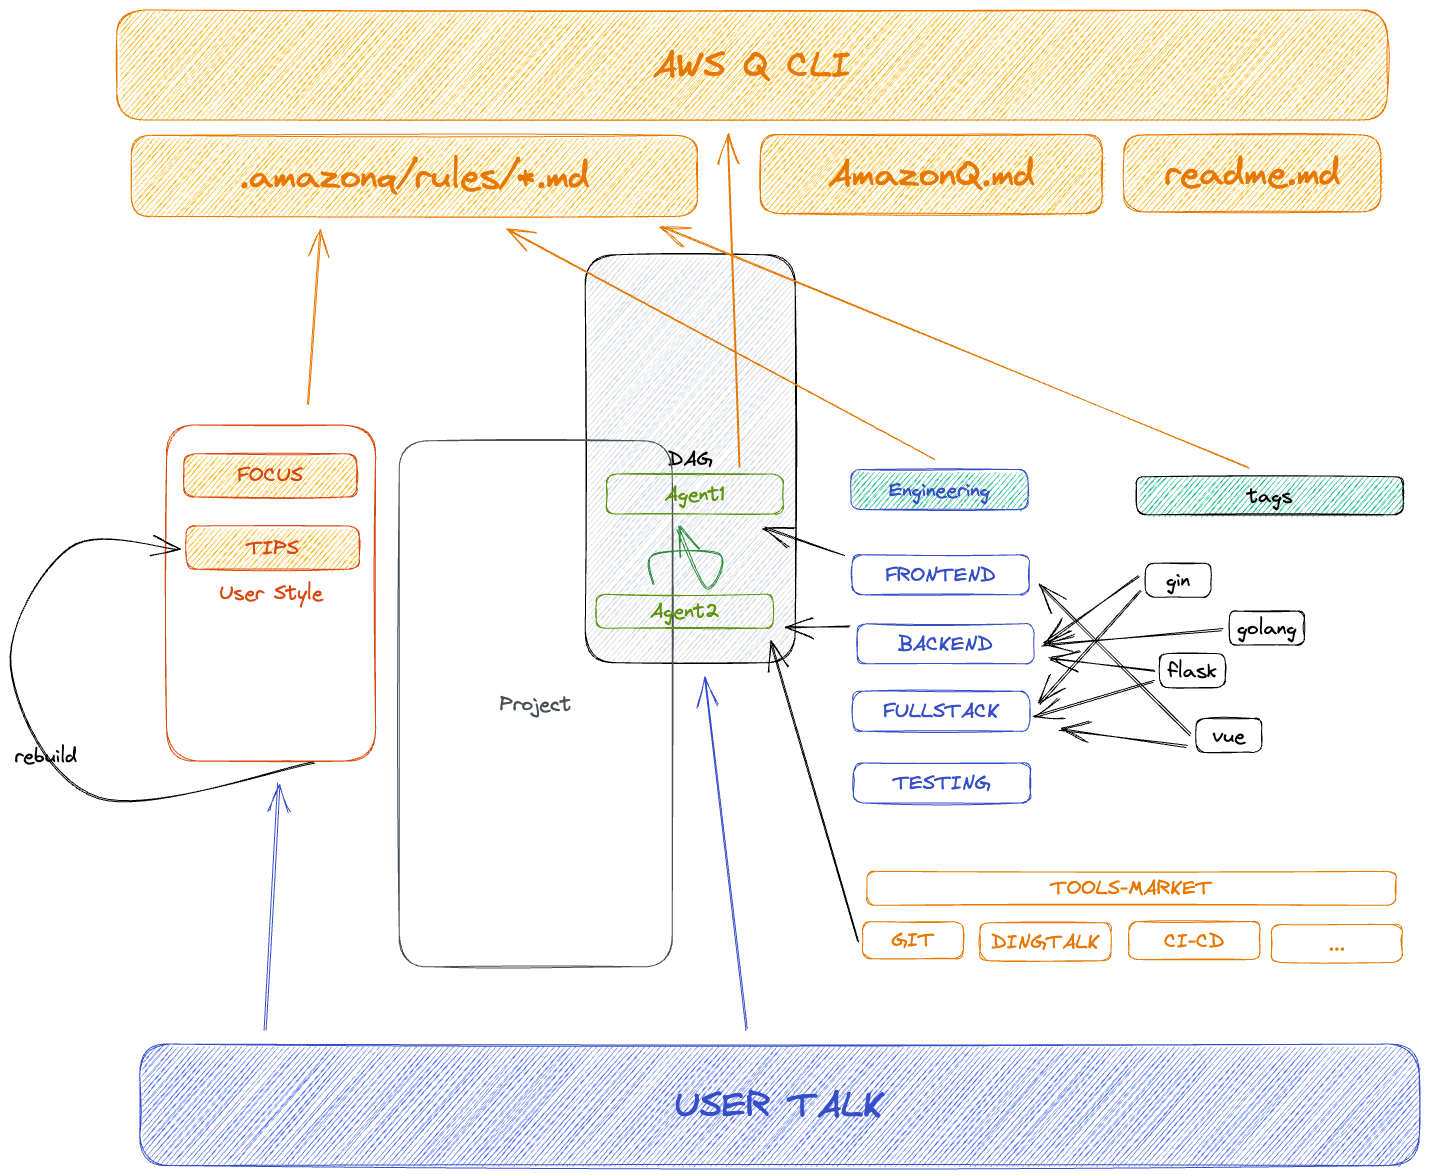 AWS Q CLI
.amazonq/rules/*.md
AmazonQ.md
readme.md
DAG
Agent1
Agent2
FOCUS
TIPS
User Style
rebuild
Project
Engineering
tags
FRONTEND
BACKEND
FULLSTACK
TESTING
gin
golang
flask
vue
TOOLS-MARKET
GIT
DINGTALK
CI-CD
...
USER TALK